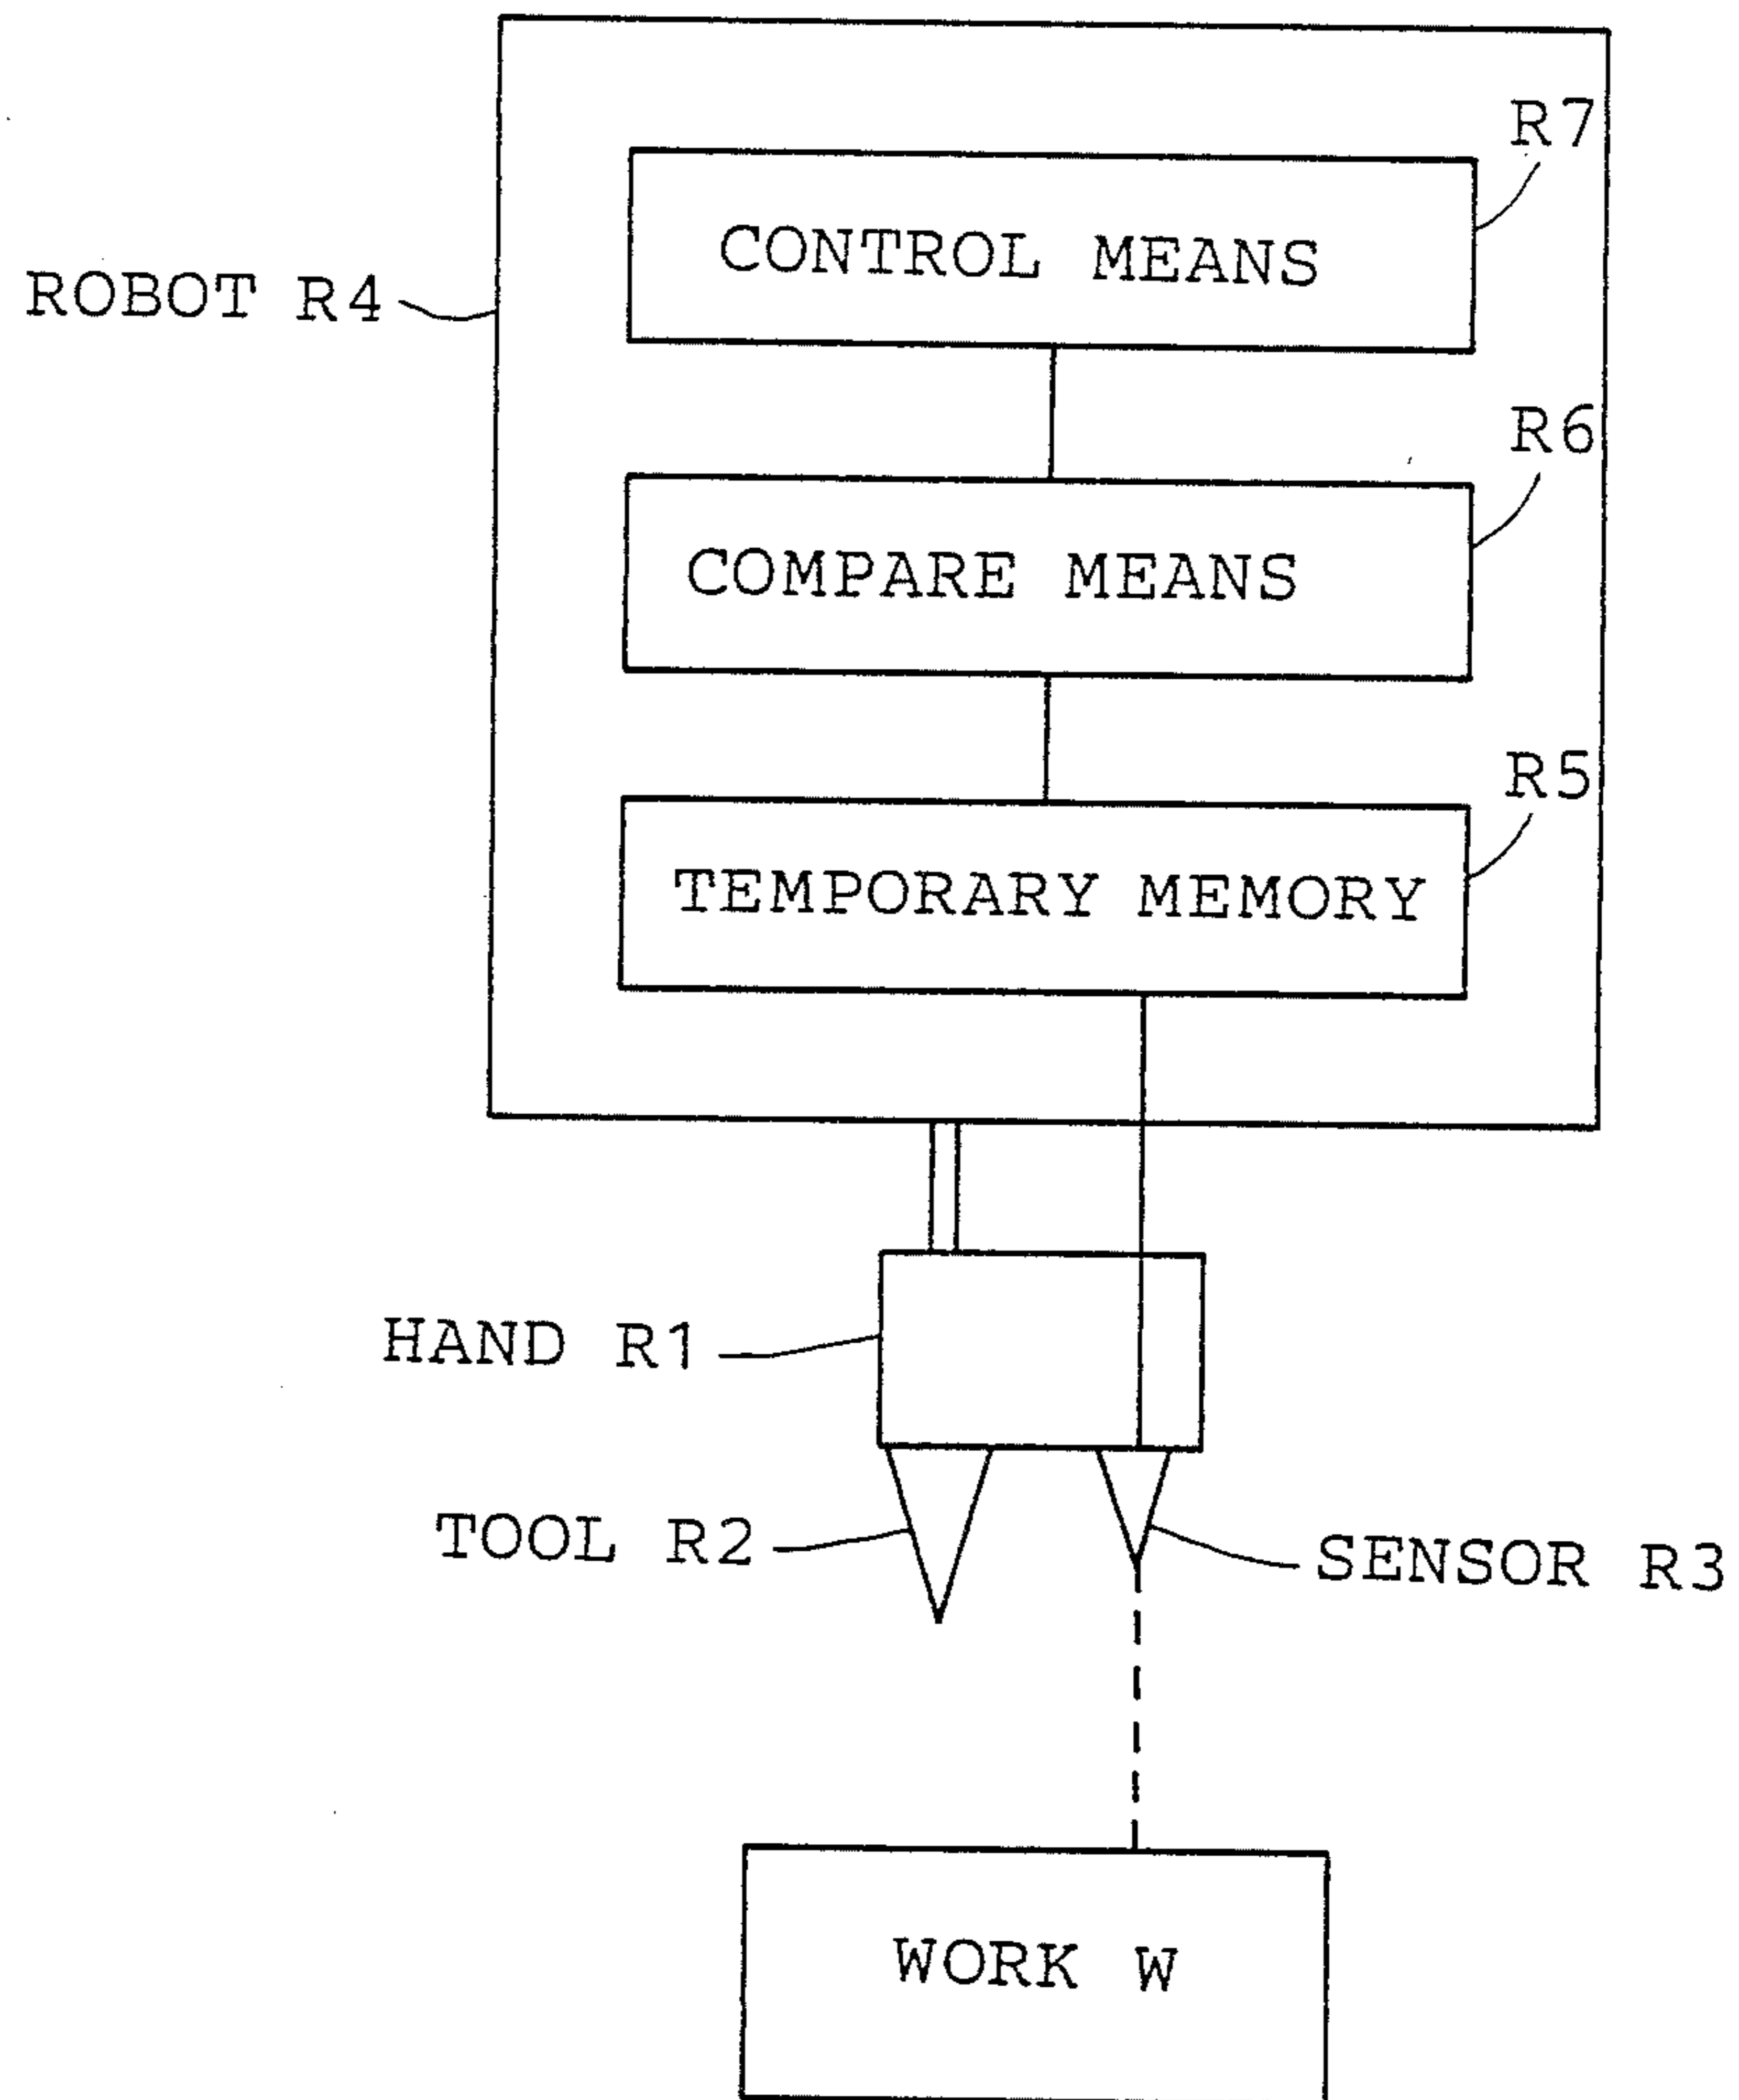 R7
CONTROL MEANS
ROBOT R4
R6
COMPARE MEANS
R5
TEMPORARY MEMORY
HAND R1
TOOL R2
SENSOR R3
WORK W